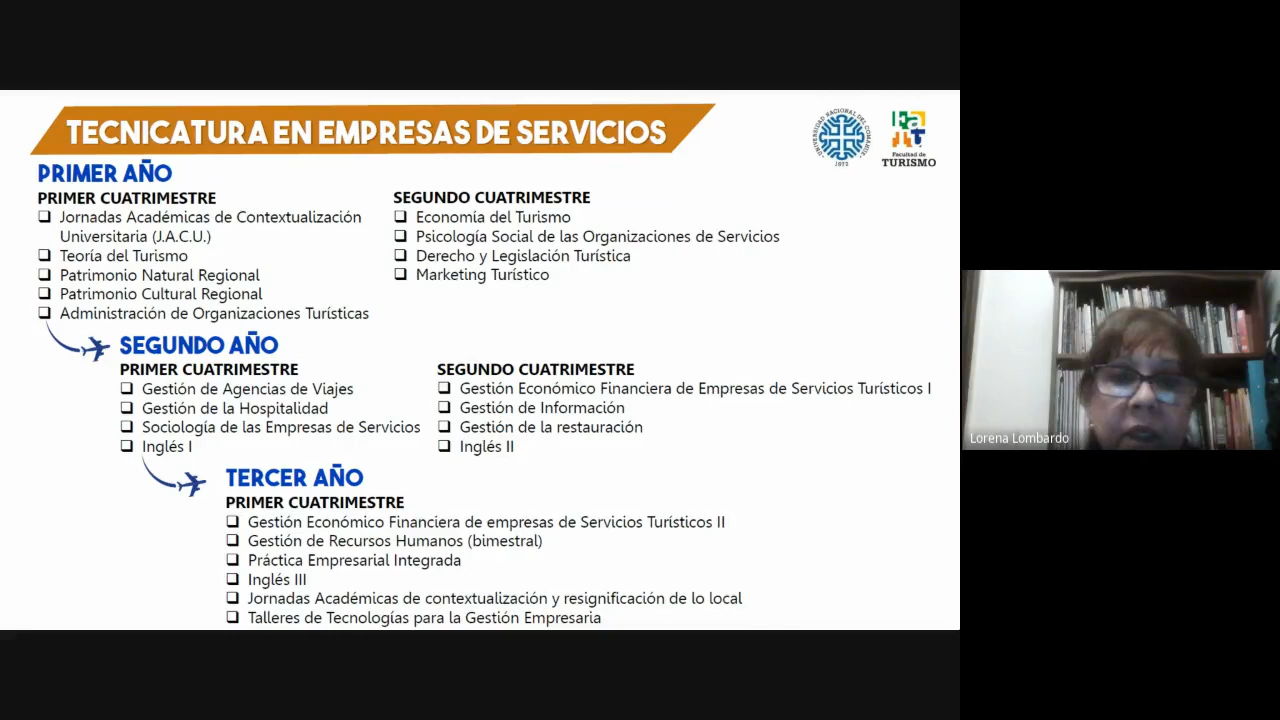 TECNICATURA EN EMPRESAS DE SERVICIOS
UNIVERSIDAD NACIONAL DEL COMAHUE
Fa
t
Facultad de
TURISMO
PRIMER AÑO
PRIMER CUATRIMESTRE
Jornadas Académicas de Contextualización
Universitaria (J.A.C.U.)
Teoría del Turismo
Patrimonio Natural Regional
Patrimonio Cultural Regional
Administración de Organizaciones Turísticas
SEGUNDO CUATRIMESTRE
Economía del Turismo
Psicología Social de las Organizaciones de Servicios
Derecho y Legislación Turística
Marketing Turístico
SEGUNDO AÑO
PRIMER CUATRIMESTRE
Gestión de Agencias de Viajes
Gestión de la Hospitalidad
Sociología de las Empresas de Servicios
Inglés I
SEGUNDO CUATRIMESTRE
Gestión Económico Financiera de Empresas de Servicios Turísticos I
Gestión de Información
Gestión de la restauración
Inglés II
TERCER AÑO
PRIMER CUATRIMESTRE
Gestión Económico Financiera de empresas de Servicios Turísticos II
Gestión de Recursos Humanos (bimestral)
Práctica Empresarial Integrada
Inglés III
Jornadas Académicas de contextualización y resignificación de lo local
Talleres de Tecnologías para la Gestión Empresaria
Lorena Lombardo